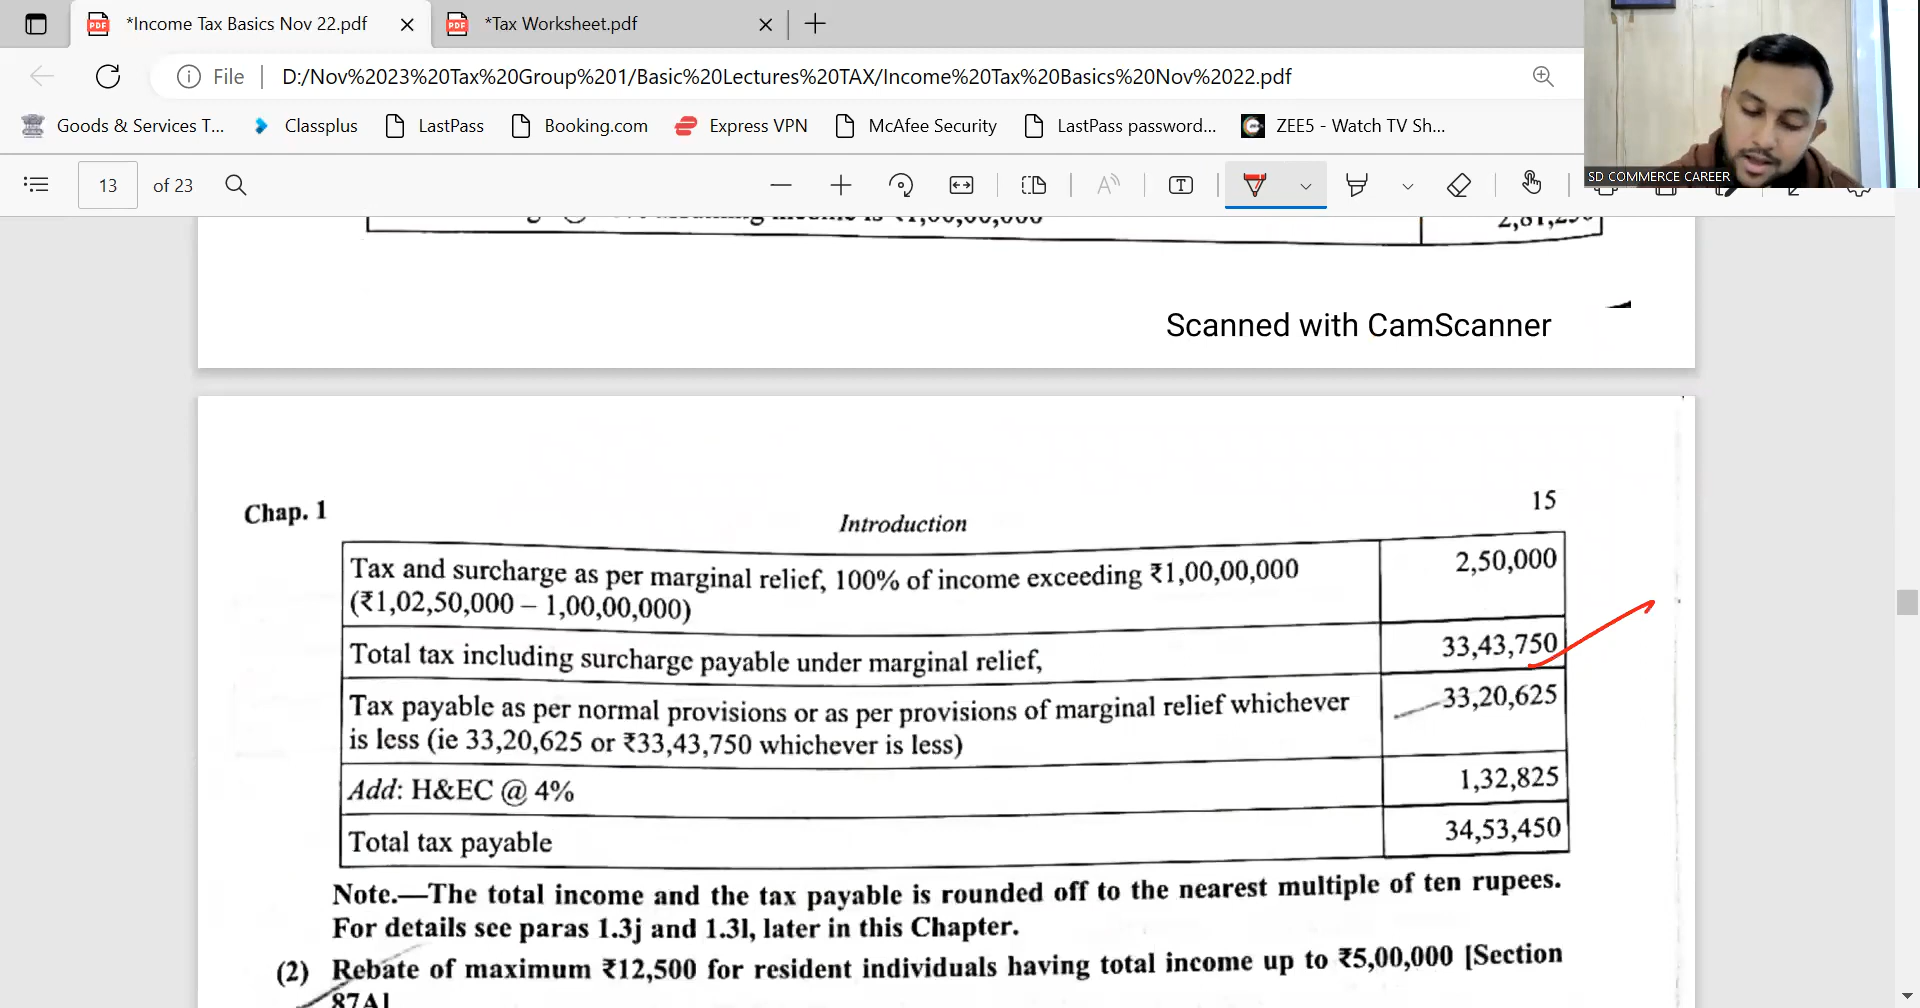 *Income Tax Basics Nov 22.pdf
*Tax Worksheet.pdf
File
D:/Nov%2023%20Tax%20Group%201/Basic%20Lectures%20TAX/Income%20Tax%20Basics%20Nov%2022.pdf
Goods & Services T... Classplus LastPass Booking.com Express VPN McAfee Security LastPass password... ZEE5 - Watch TV Sh...
13 of 23
SD COMMERCE CAREER
Scanned with CamScanner
Chap. 1
Introduction
15
Tax and surcharge as per marginal relief, 100% of income exceeding ₹1,00,00,000 2,50,000
(₹1,02,50,000 – 1,00,00,000)
Total tax including surcharge payable under marginal relief, 33,43,750
Tax payable as per normal provisions or as per provisions of marginal relief whichever 33,20,625
is less (ie 33,20,625 or ₹33,43,750 whichever is less)
Add: H&EC @ 4% 1,32,825
Total tax payable 34,53,450
Note.—The total income and the tax payable is rounded off to the nearest multiple of ten rupees.
For details see paras 1.3j and 1.3l, later in this Chapter.
(2) Rebate of maximum ₹12,500 for resident individuals having total income up to ₹5,00,000 [Section
87A]